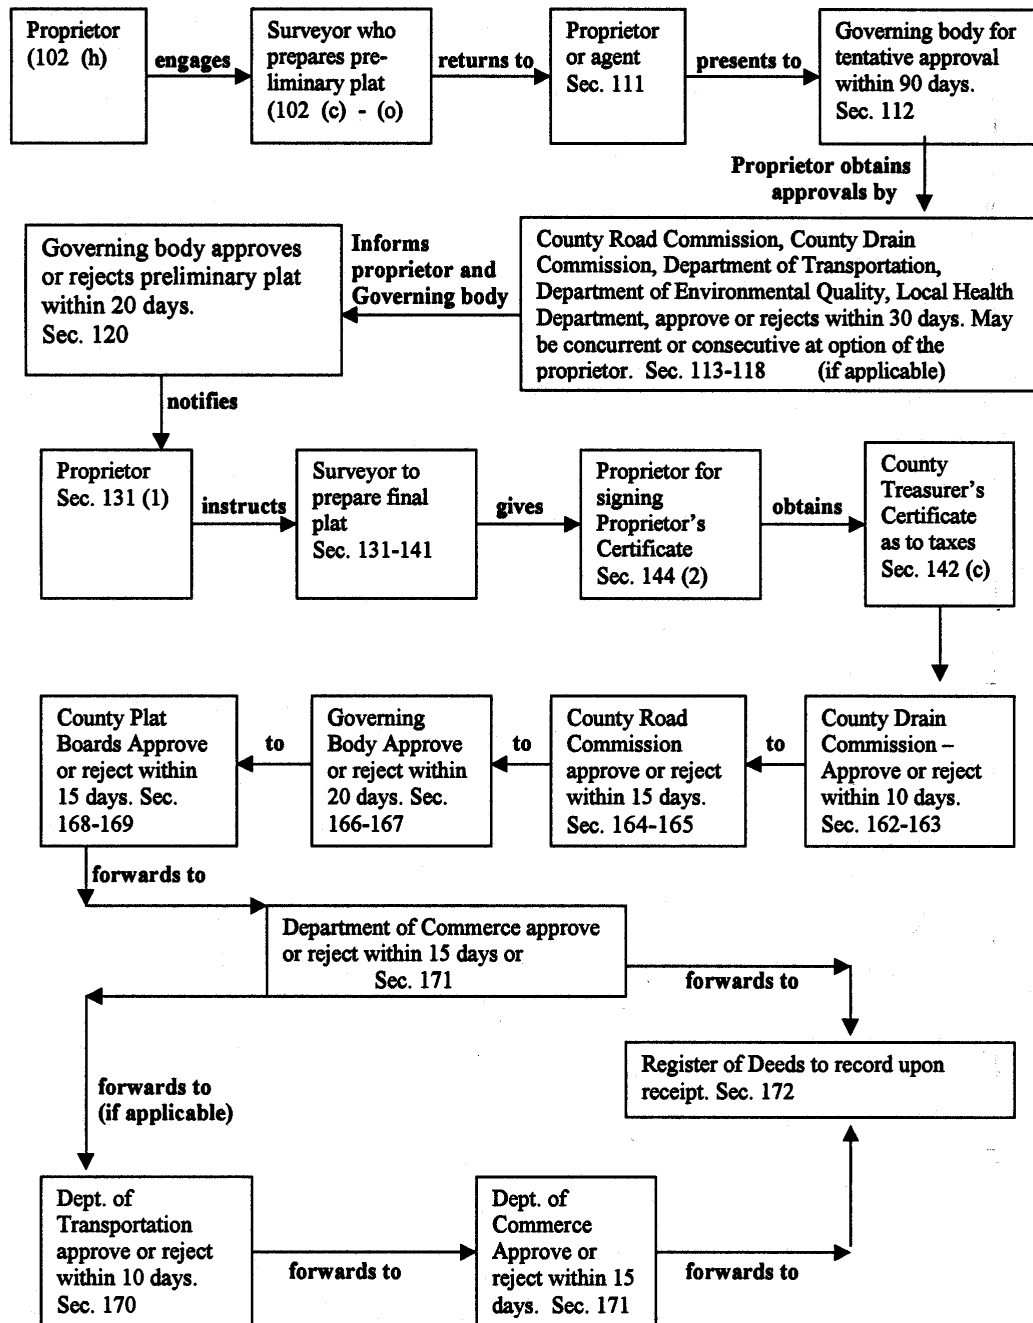 Proprietor
(102 (h)
engages
Surveyor who
prepares pre-
liminary plat
(102 (c) - (o)
returns to
Proprietor
or agent
Sec. 111
presents to
Governing body for
tentative approval
within 90 days.
Sec. 112
Proprietor obtains
approvals by
County Road Commission, County Drain
Commission, Department of Transportation,
Department of Environmental Quality, Local Health
Department, approve or rejects within 30 days. May
be concurrent or consecutive at option of the
proprietor. Sec. 113-118 (if applicable)
Informs
proprietor and
Governing body
Governing body approves
or rejects preliminary plat
within 20 days.
Sec. 120
notifies
Proprietor
Sec. 131 (1)
instructs
Surveyor to
prepare final
plat
Sec. 131-141
gives
Proprietor for
signing
Proprietor's
Certificate
Sec. 144 (2)
obtains
County
Treasurer's
Certificate
as to taxes
Sec. 142 (c)
County Drain
Commission –
Approve or reject
within 10 days.
Sec. 162-163
to
County Road
Commission
approve or reject
within 15 days.
Sec. 164-165
to
Governing
Body Approve
or reject within
20 days. Sec.
166-167
to
County Plat
Boards Approve
or reject within
15 days. Sec.
168-169
forwards to
Department of Commerce approve
or reject within 15 days or
Sec. 171
forwards to
Register of Deeds to record upon
receipt. Sec. 172
forwards to
(if applicable)
Dept. of
Transportation
approve or reject
within 10 days.
Sec. 170
forwards to
Dept. of
Commerce
Approve or
reject within 15
days. Sec. 171
forwards to